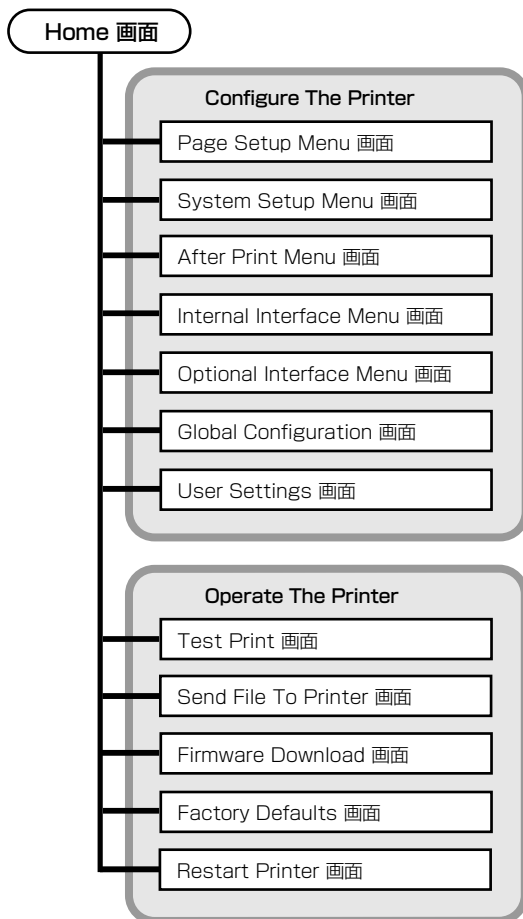 Home 画面
Configure The Printer
Page Setup Menu 画面
System Setup Menu 画面
After Print Menu 画面
Internal Interface Menu 画面
Optional Interface Menu 画面
Global Configuration 画面
User Settings 画面
Operate The Printer
Test Print 画面
Send File To Printer 画面
Firmware Download 画面
Factory Defaults 画面
Restart Printer 画面